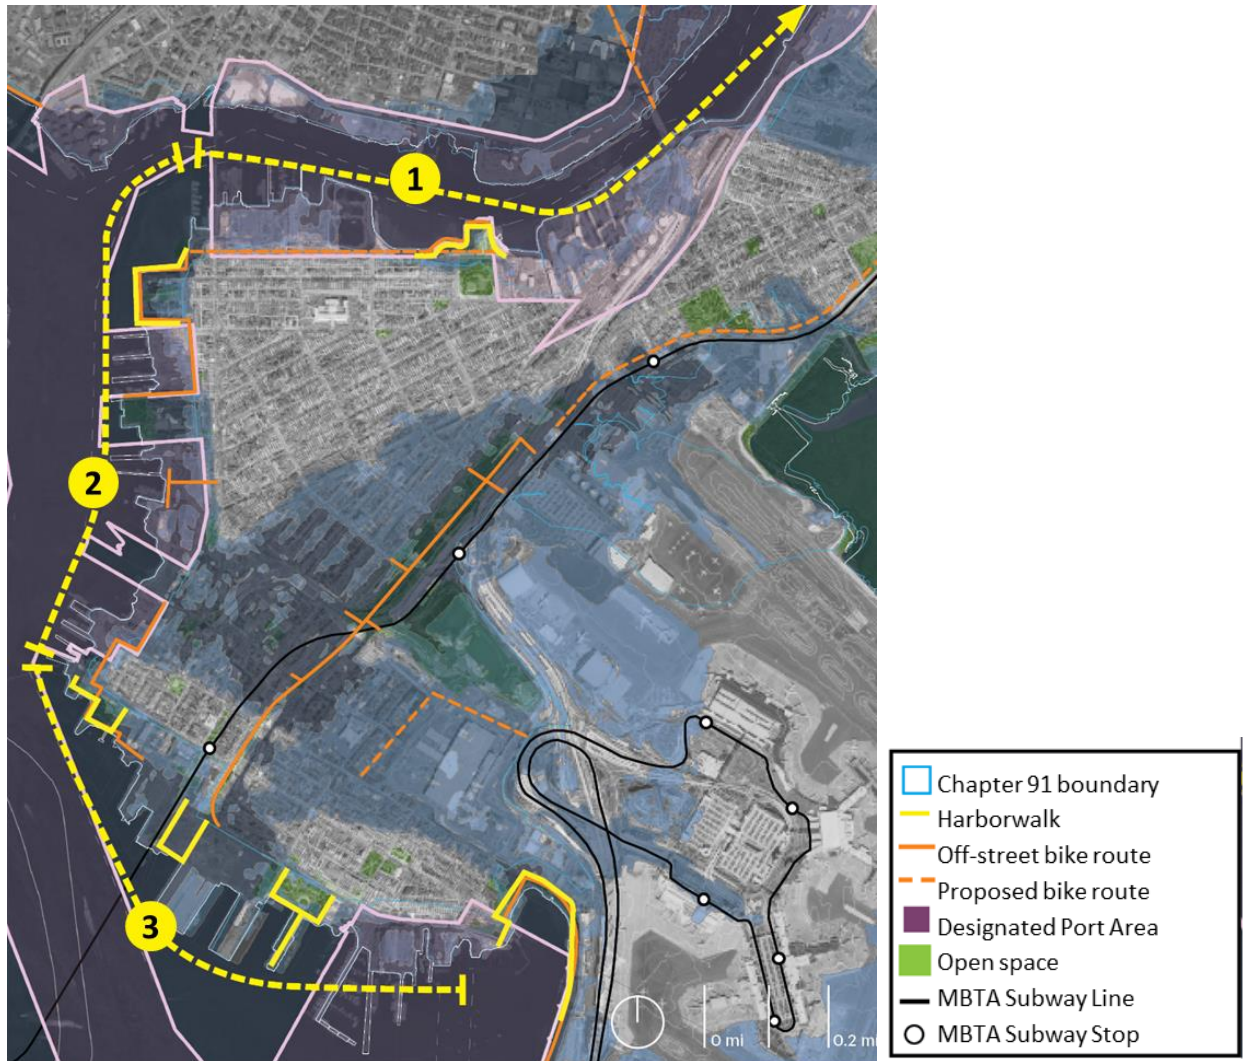 1
2
3
0 mi
0.2 mi
Chapter 91 boundary
Harborwalk
Off-street bike route
Proposed bike route
Designated Port Area
Open space
MBTA Subway Line
MBTA Subway Stop